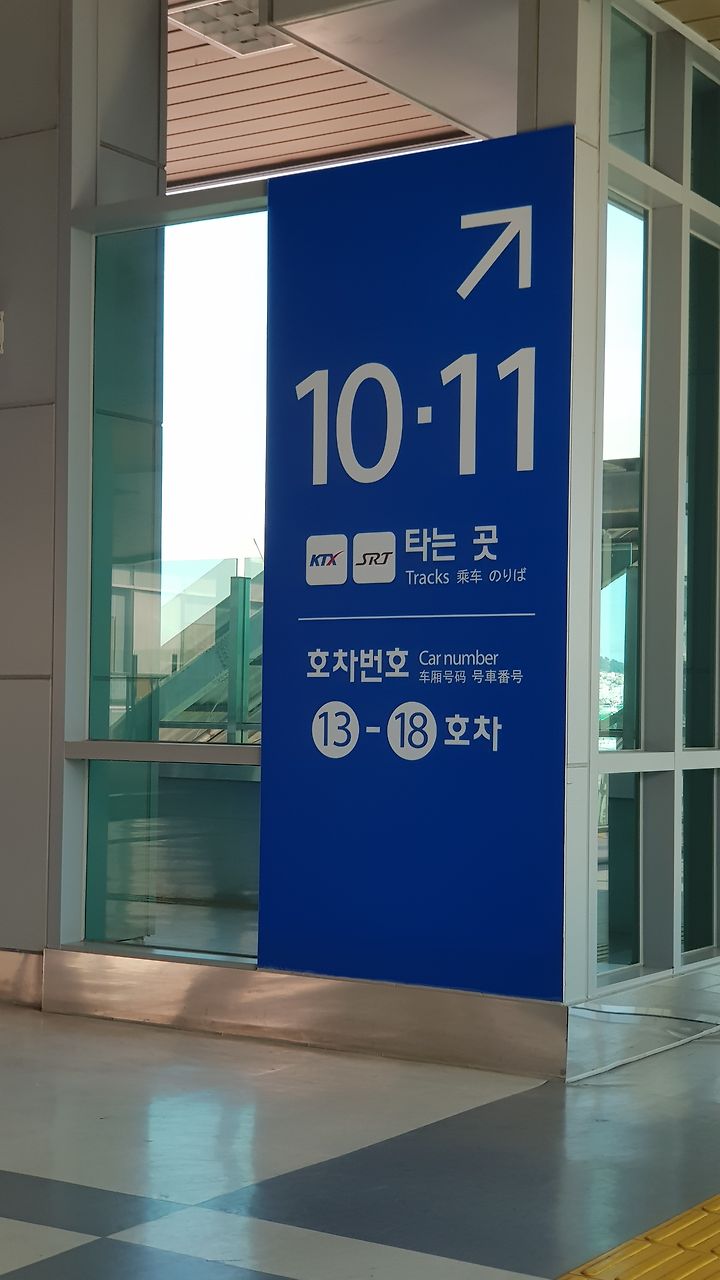 10·11
KTX SRT 타는 곳
Tracks 乘车 のりば
호차번호 Car number
车厢号码 号車番号
13 - 18 호차